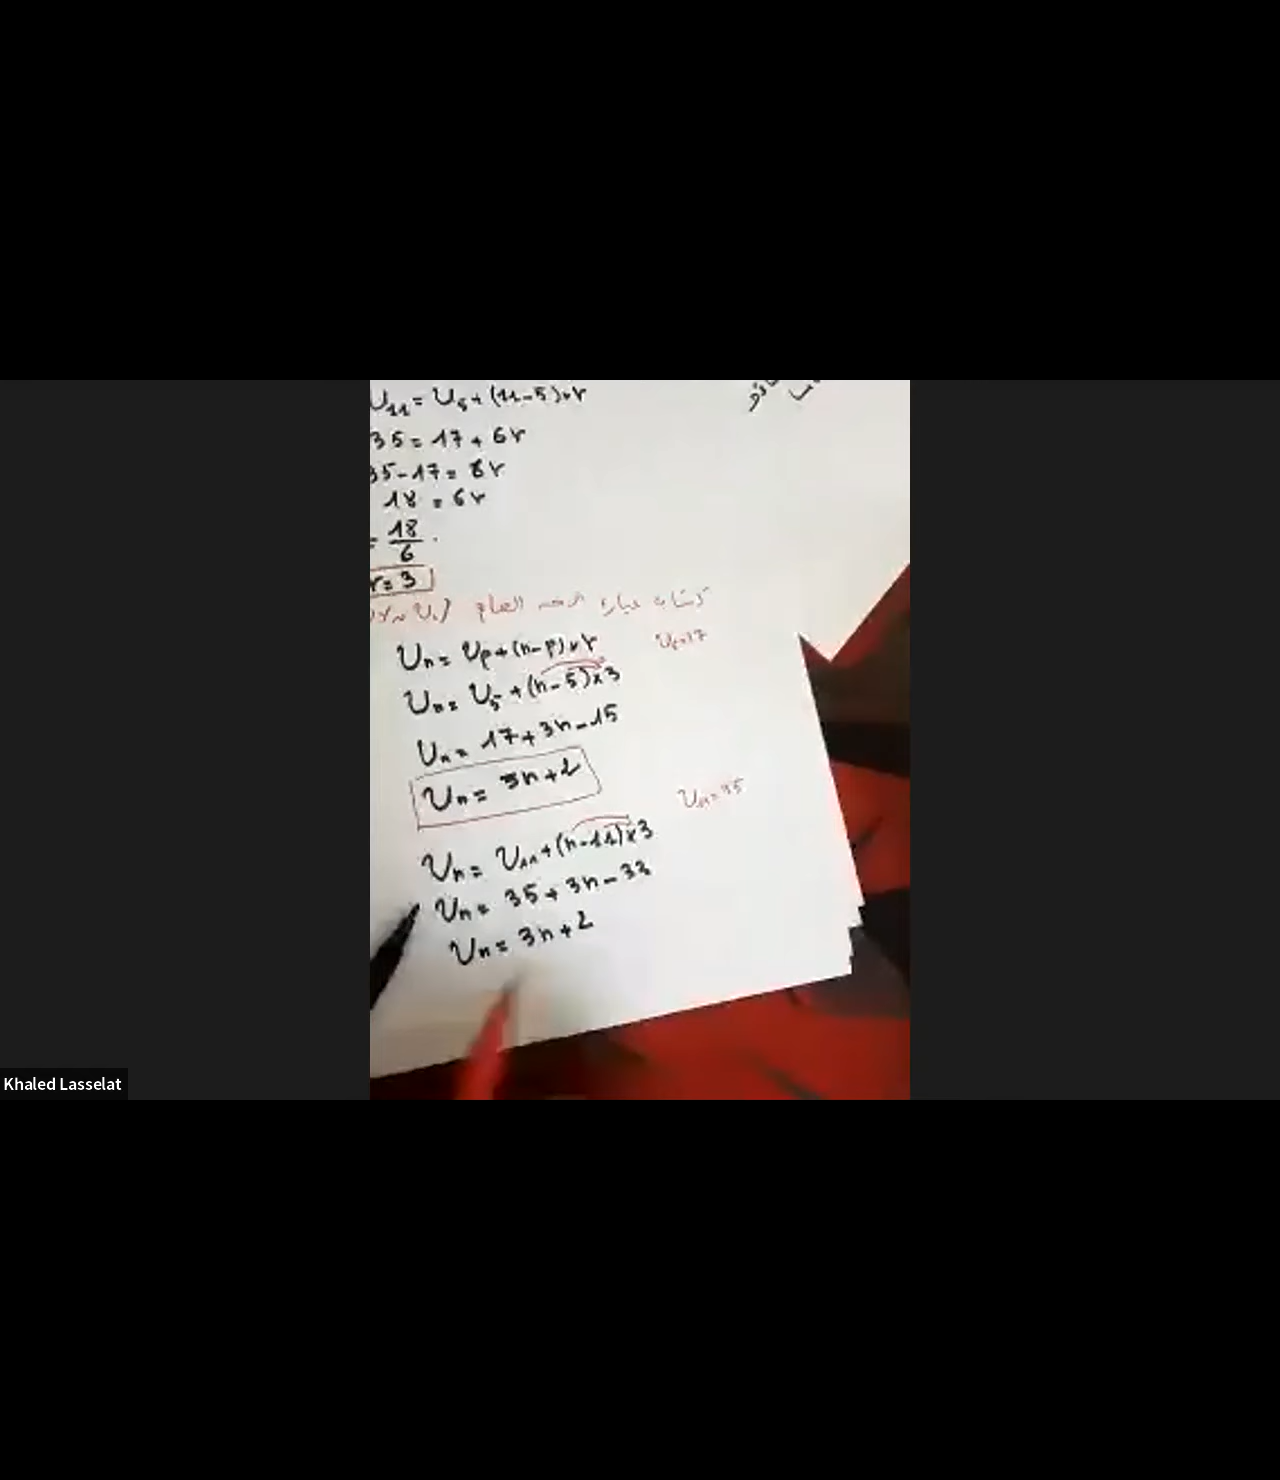 U₁₁ = U₅ + (11-5)×r
35 = 17 + 6r
35-17 = 6r
18 = 6r
= 18/6
r = 3
كتابة عبارة الحد العام
Uₙ = Uₚ + (n-p)×r
Uₙ = U₅ + (n-5)×3
Uₙ = 17 + 3n - 15
Uₙ = 3n + 2
U₁₁ = 35
Uₙ = U₁₁ + (n-11)×3
Uₙ = 35 + 3n - 33
Uₙ = 3n + 2
Khaled Lasselat